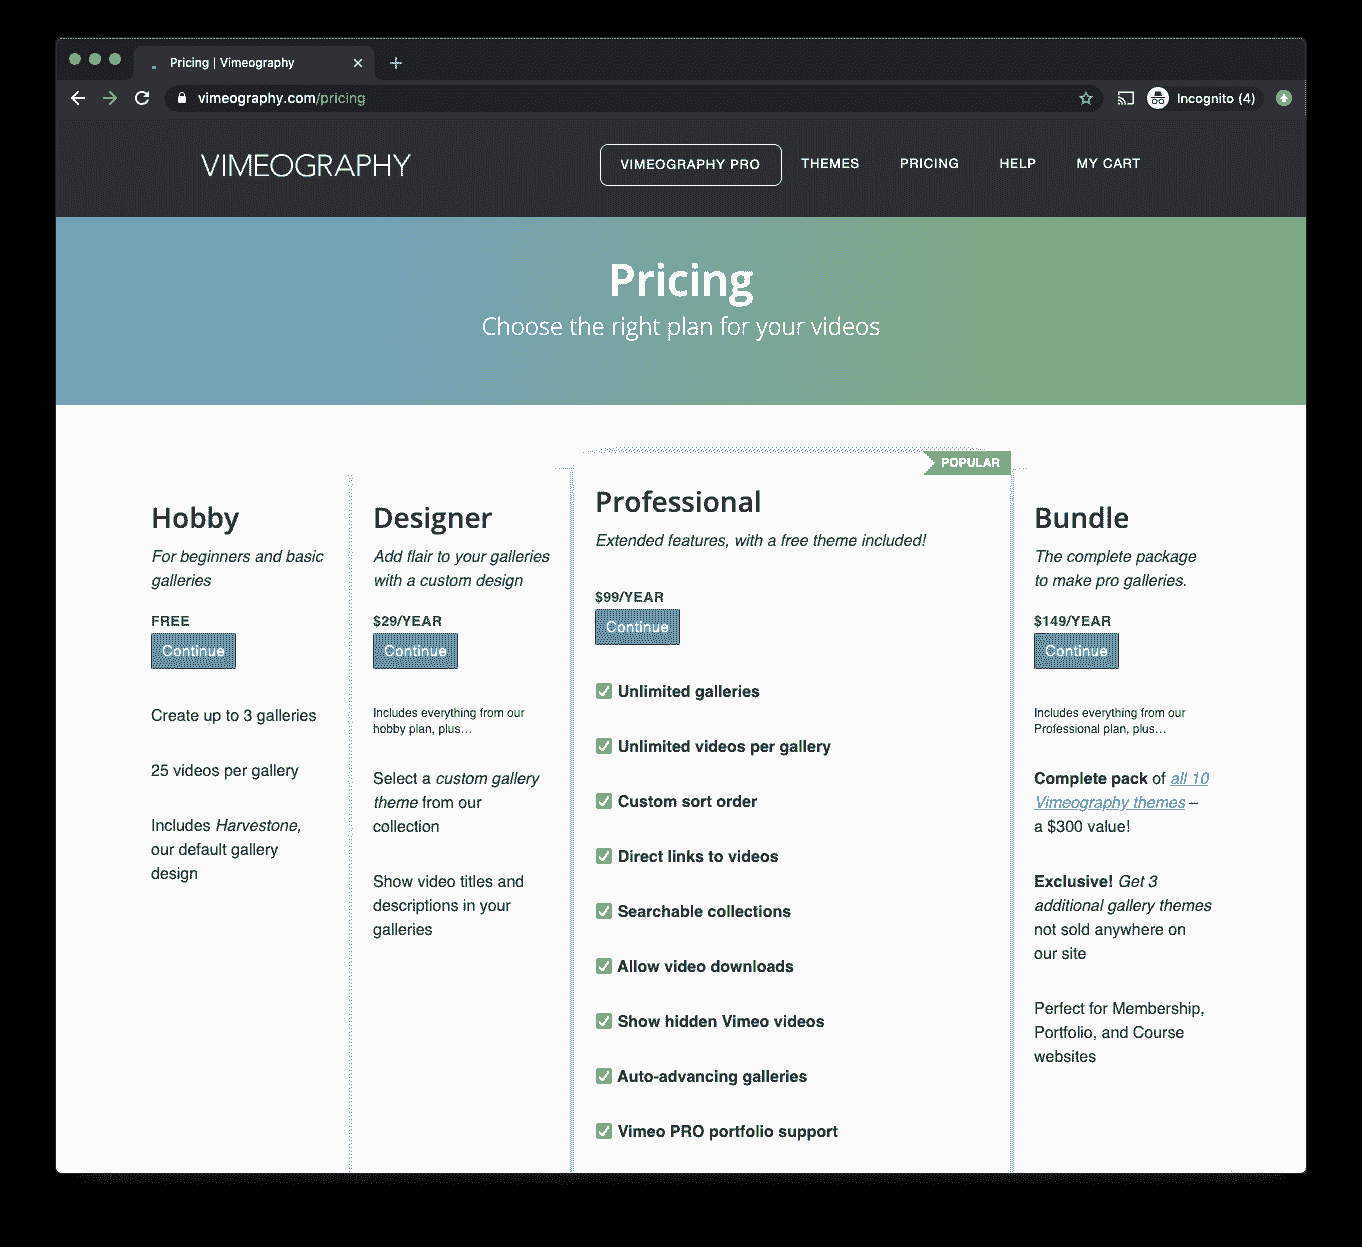 Pricing | Vimeography
vimeography.com/pricing
Incognito (4)
VIMEOGRAPHY
VIMEOGRAPHY PRO
THEMES
PRICING
HELP
MY CART
Pricing
Choose the right plan for your videos
Hobby
For beginners and basic
galleries
FREE
Continue
Create up to 3 galleries
25 videos per gallery
Includes Harvestone,
our default gallery
design
Designer
Add flair to your galleries
with a custom design
$29/YEAR
Continue
Includes everything from our
hobby plan, plus…
Select a custom gallery
theme from our
collection
Show video titles and
descriptions in your
galleries
POPULAR
Professional
Extended features, with a free theme included!
$99/YEAR
Continue
Unlimited galleries
Unlimited videos per gallery
Custom sort order
Direct links to videos
Searchable collections
Allow video downloads
Show hidden Vimeo videos
Auto-advancing galleries
Vimeo PRO portfolio support
Bundle
The complete package
to make pro galleries.
$149/YEAR
Continue
Includes everything from our
Professional plan, plus…
Complete pack of all 10
Vimeography themes –
a $300 value!
Exclusive! Get 3
additional gallery themes
not sold anywhere on
our site
Perfect for Membership,
Portfolio, and Course
websites